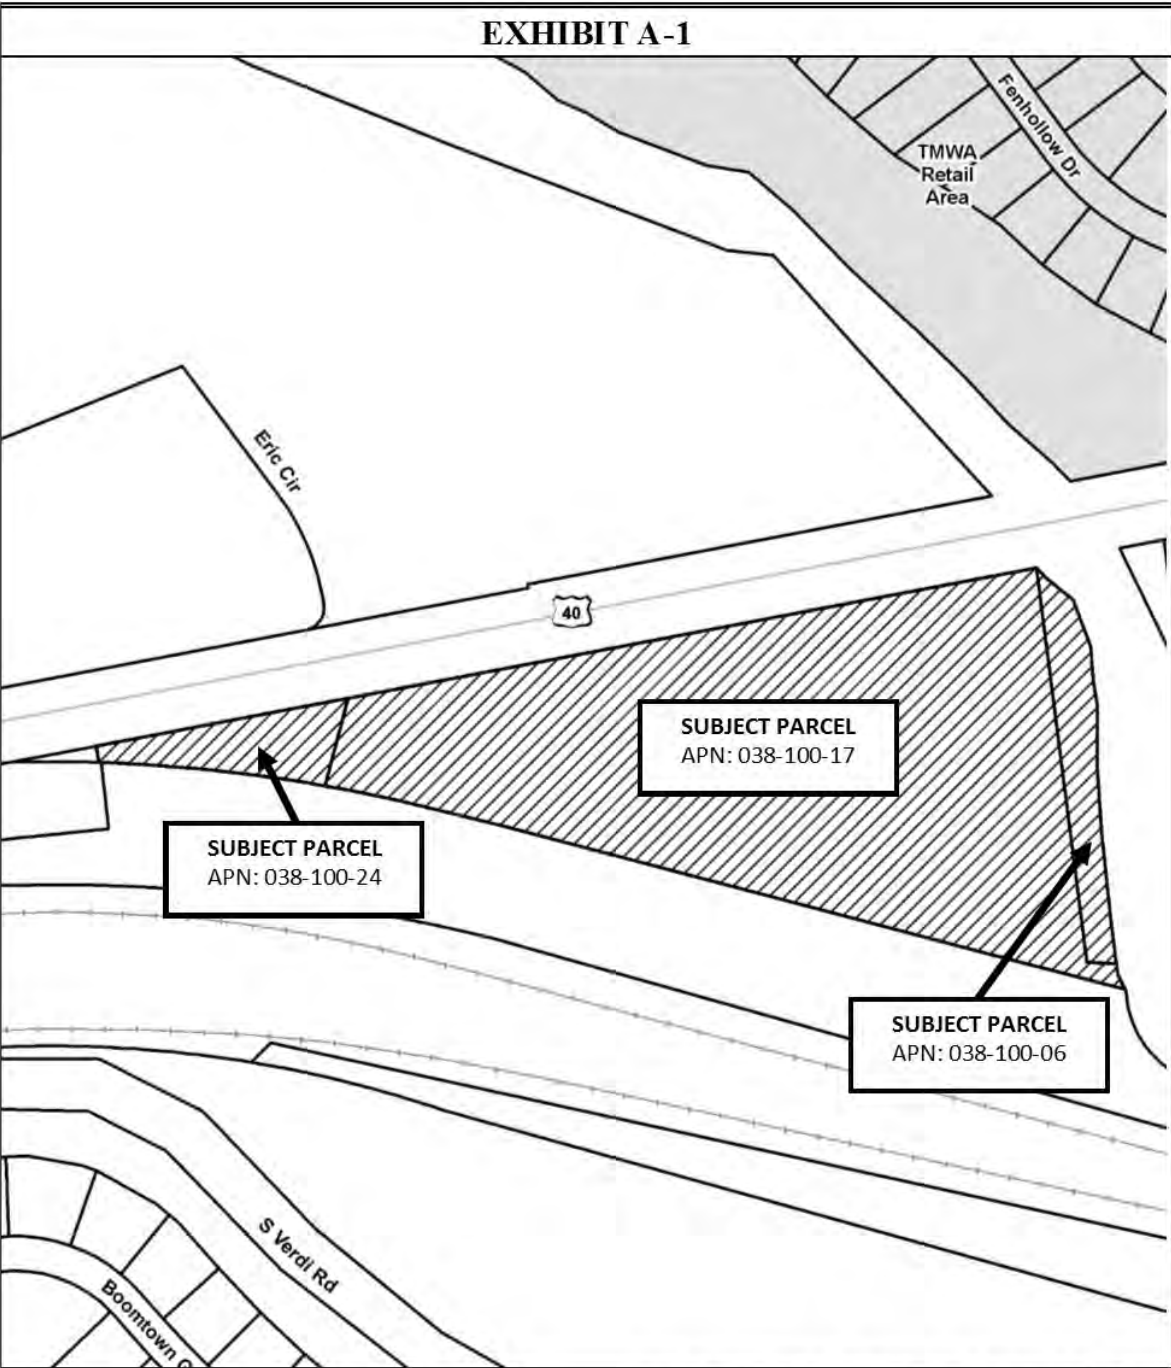 EXHIBIT A-1
Fenhollow Dr
TMWA
Retail
Area
Eric Cir
40
SUBJECT PARCEL
APN: 038-100-17
SUBJECT PARCEL
APN: 038-100-24
SUBJECT PARCEL
APN: 038-100-06
S Verdi Rd
Boomtown